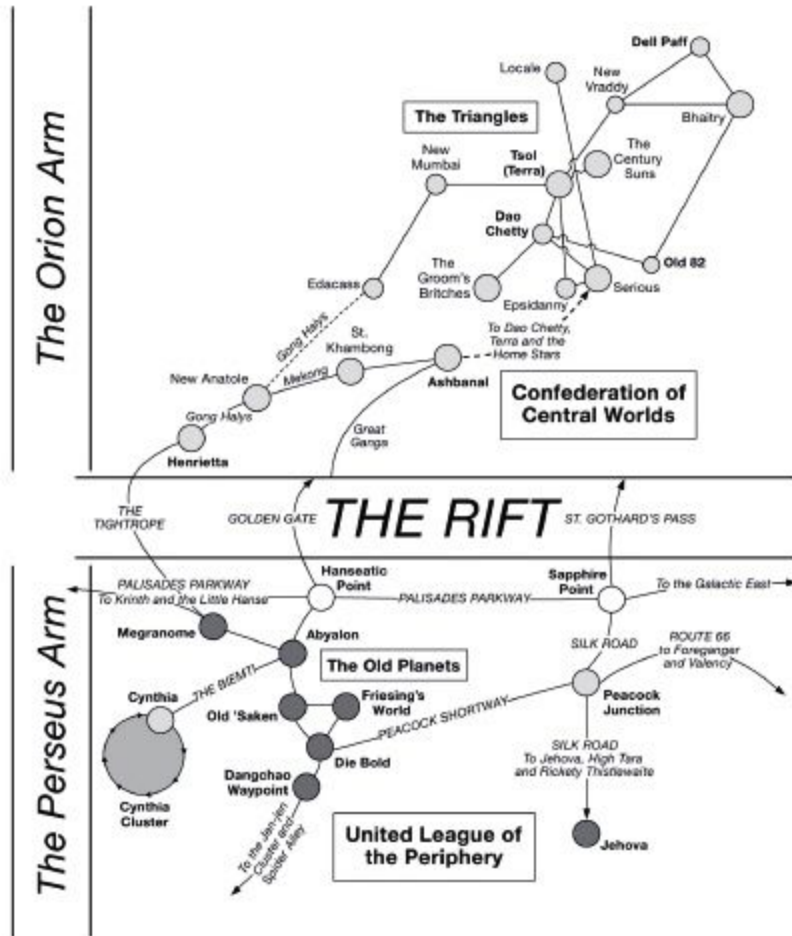 The Orion Arm
Dell Paff
Locale
New
Vraddy
Bhaitry
The Triangles
New
Mumbai
Tsol
(Terra)
The
Century
Suns
Dao
Chetty
The
Groom's
Britches
Old 82
Edacass
Epsidanny
Serious
To Dao Chetty,
Terra and the
Home Stars
Gong Halys
St.
Khambong
New Anatole
Mekong
Ashbanal
Confederation of
Central Worlds
Gong Halys
Great
Ganga
Henrietta
THE
TIGHTROPE
GOLDEN GATE
THE RIFT
ST. GOTHARD'S PASS
The Perseus Arm
Hanseatic
Point
Sapphire
Point
PALISADES PARKWAY
To Krinth and the Little Hanse
PALISADES PARKWAY
To the Galactic East
Megranome
Abyalon
SILK ROAD
ROUTE 66
to Foreganger
and Valency
The Old Planets
Cynthia
THE BIEMTI
Old 'Saken
Friesing's
World
PEACOCK SHORTWAY
Peacock
Junction
Die Bold
SILK ROAD
To Jehova, High Tara
and Rickety Thistlewaite
Dangchao
Waypoint
Cynthia
Cluster
To the Jen-jen
Cluster and
Spider Alley
United League of
the Periphery
Jehova